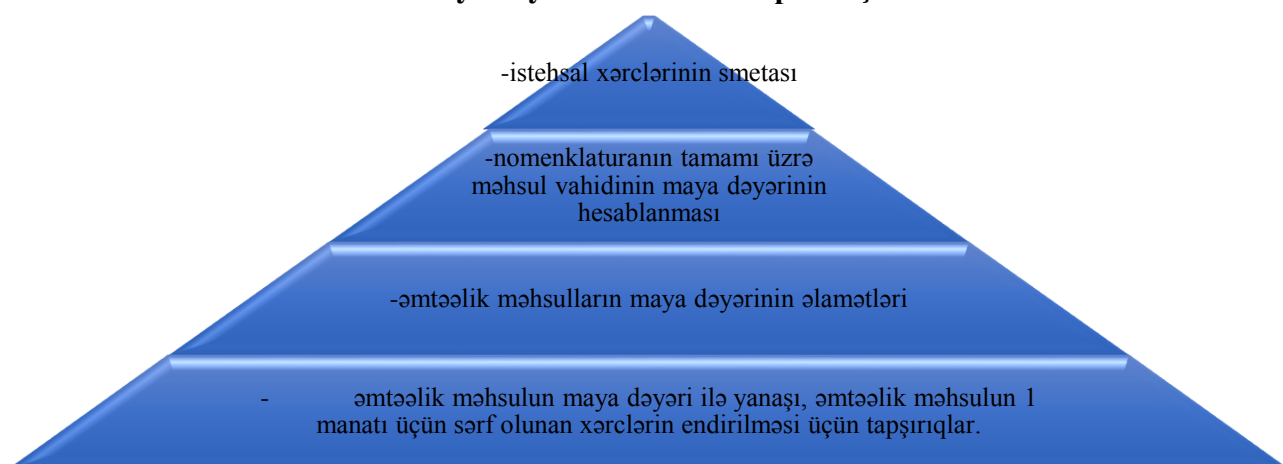 -istehsal xərclərinin smetası
-nomenklaturanın tamamı üzrə
məhsul vahidinin maya dəyərinin
hesablanması
-əmtəəlik məhsulların maya dəyərinin əlamətləri
- əmtəəlik məhsulun maya dəyəri ilə yanaşı, əmtəəlik məhsulun 1
manatı üçün sərf olunan xərclərin endirilməsi üçün tapşırıqlar.